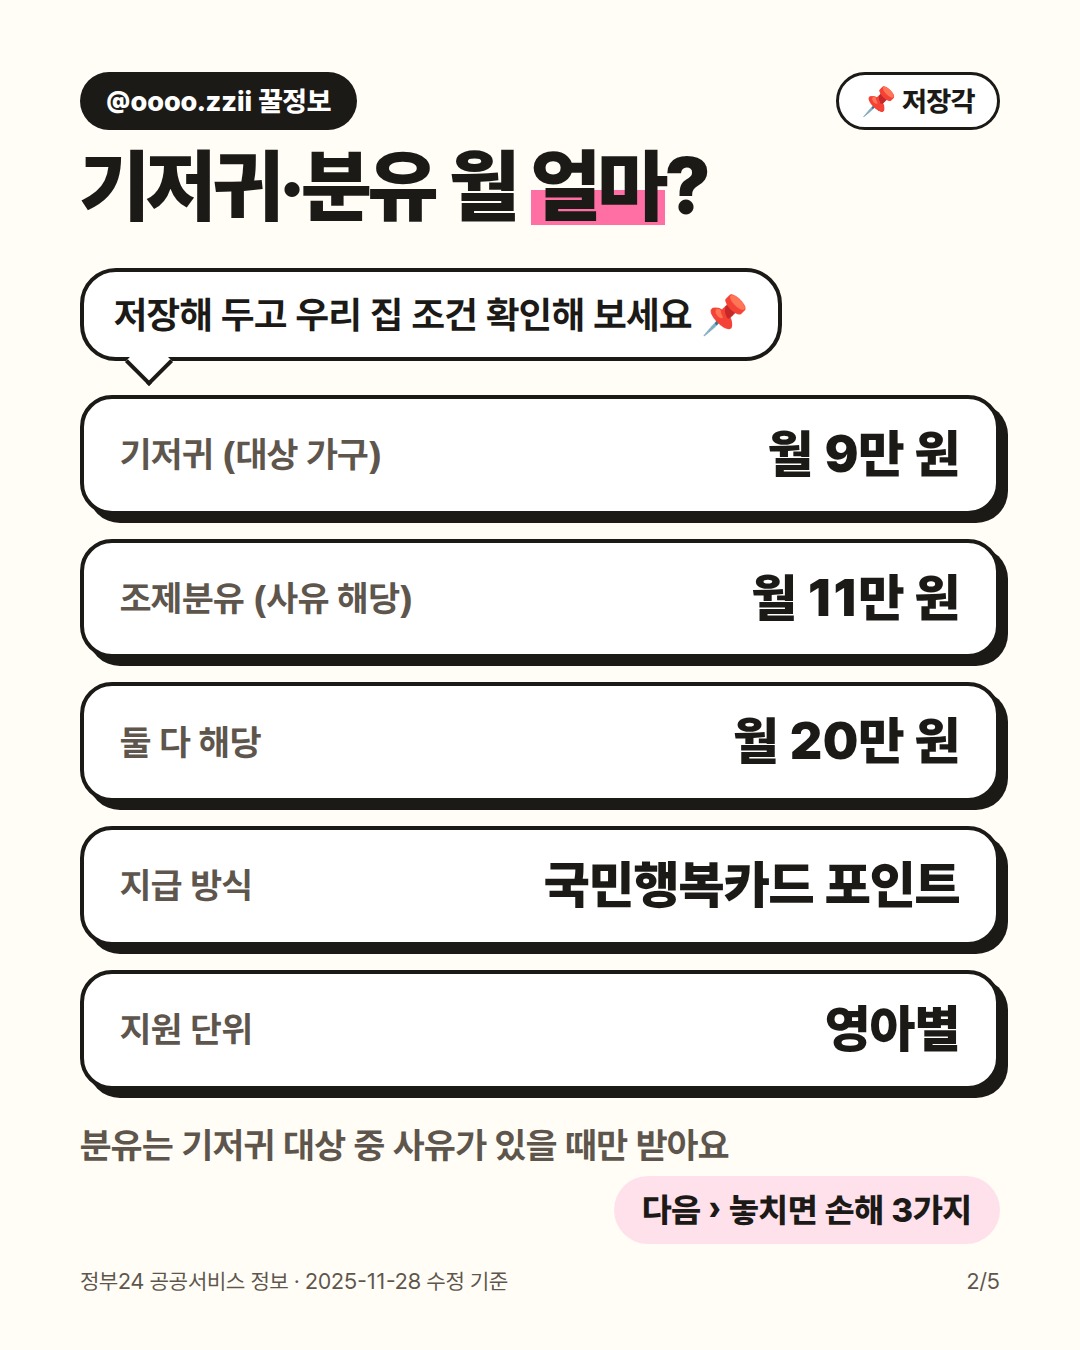 @oooo.zzii 꿀정보
📌 저장각
기저귀·분유 월 얼마?
저장해 두고 우리 집 조건 확인해 보세요 📌
기저귀 (대상 가구)
월 9만 원
조제분유 (사유 해당)
월 11만 원
둘 다 해당
월 20만 원
지급 방식
국민행복카드 포인트
지원 단위
영아별
분유는 기저귀 대상 중 사유가 있을 때만 받아요
다음 › 놓치면 손해 3가지
정부24 공공서비스 정보 · 2025-11-28 수정 기준
2/5